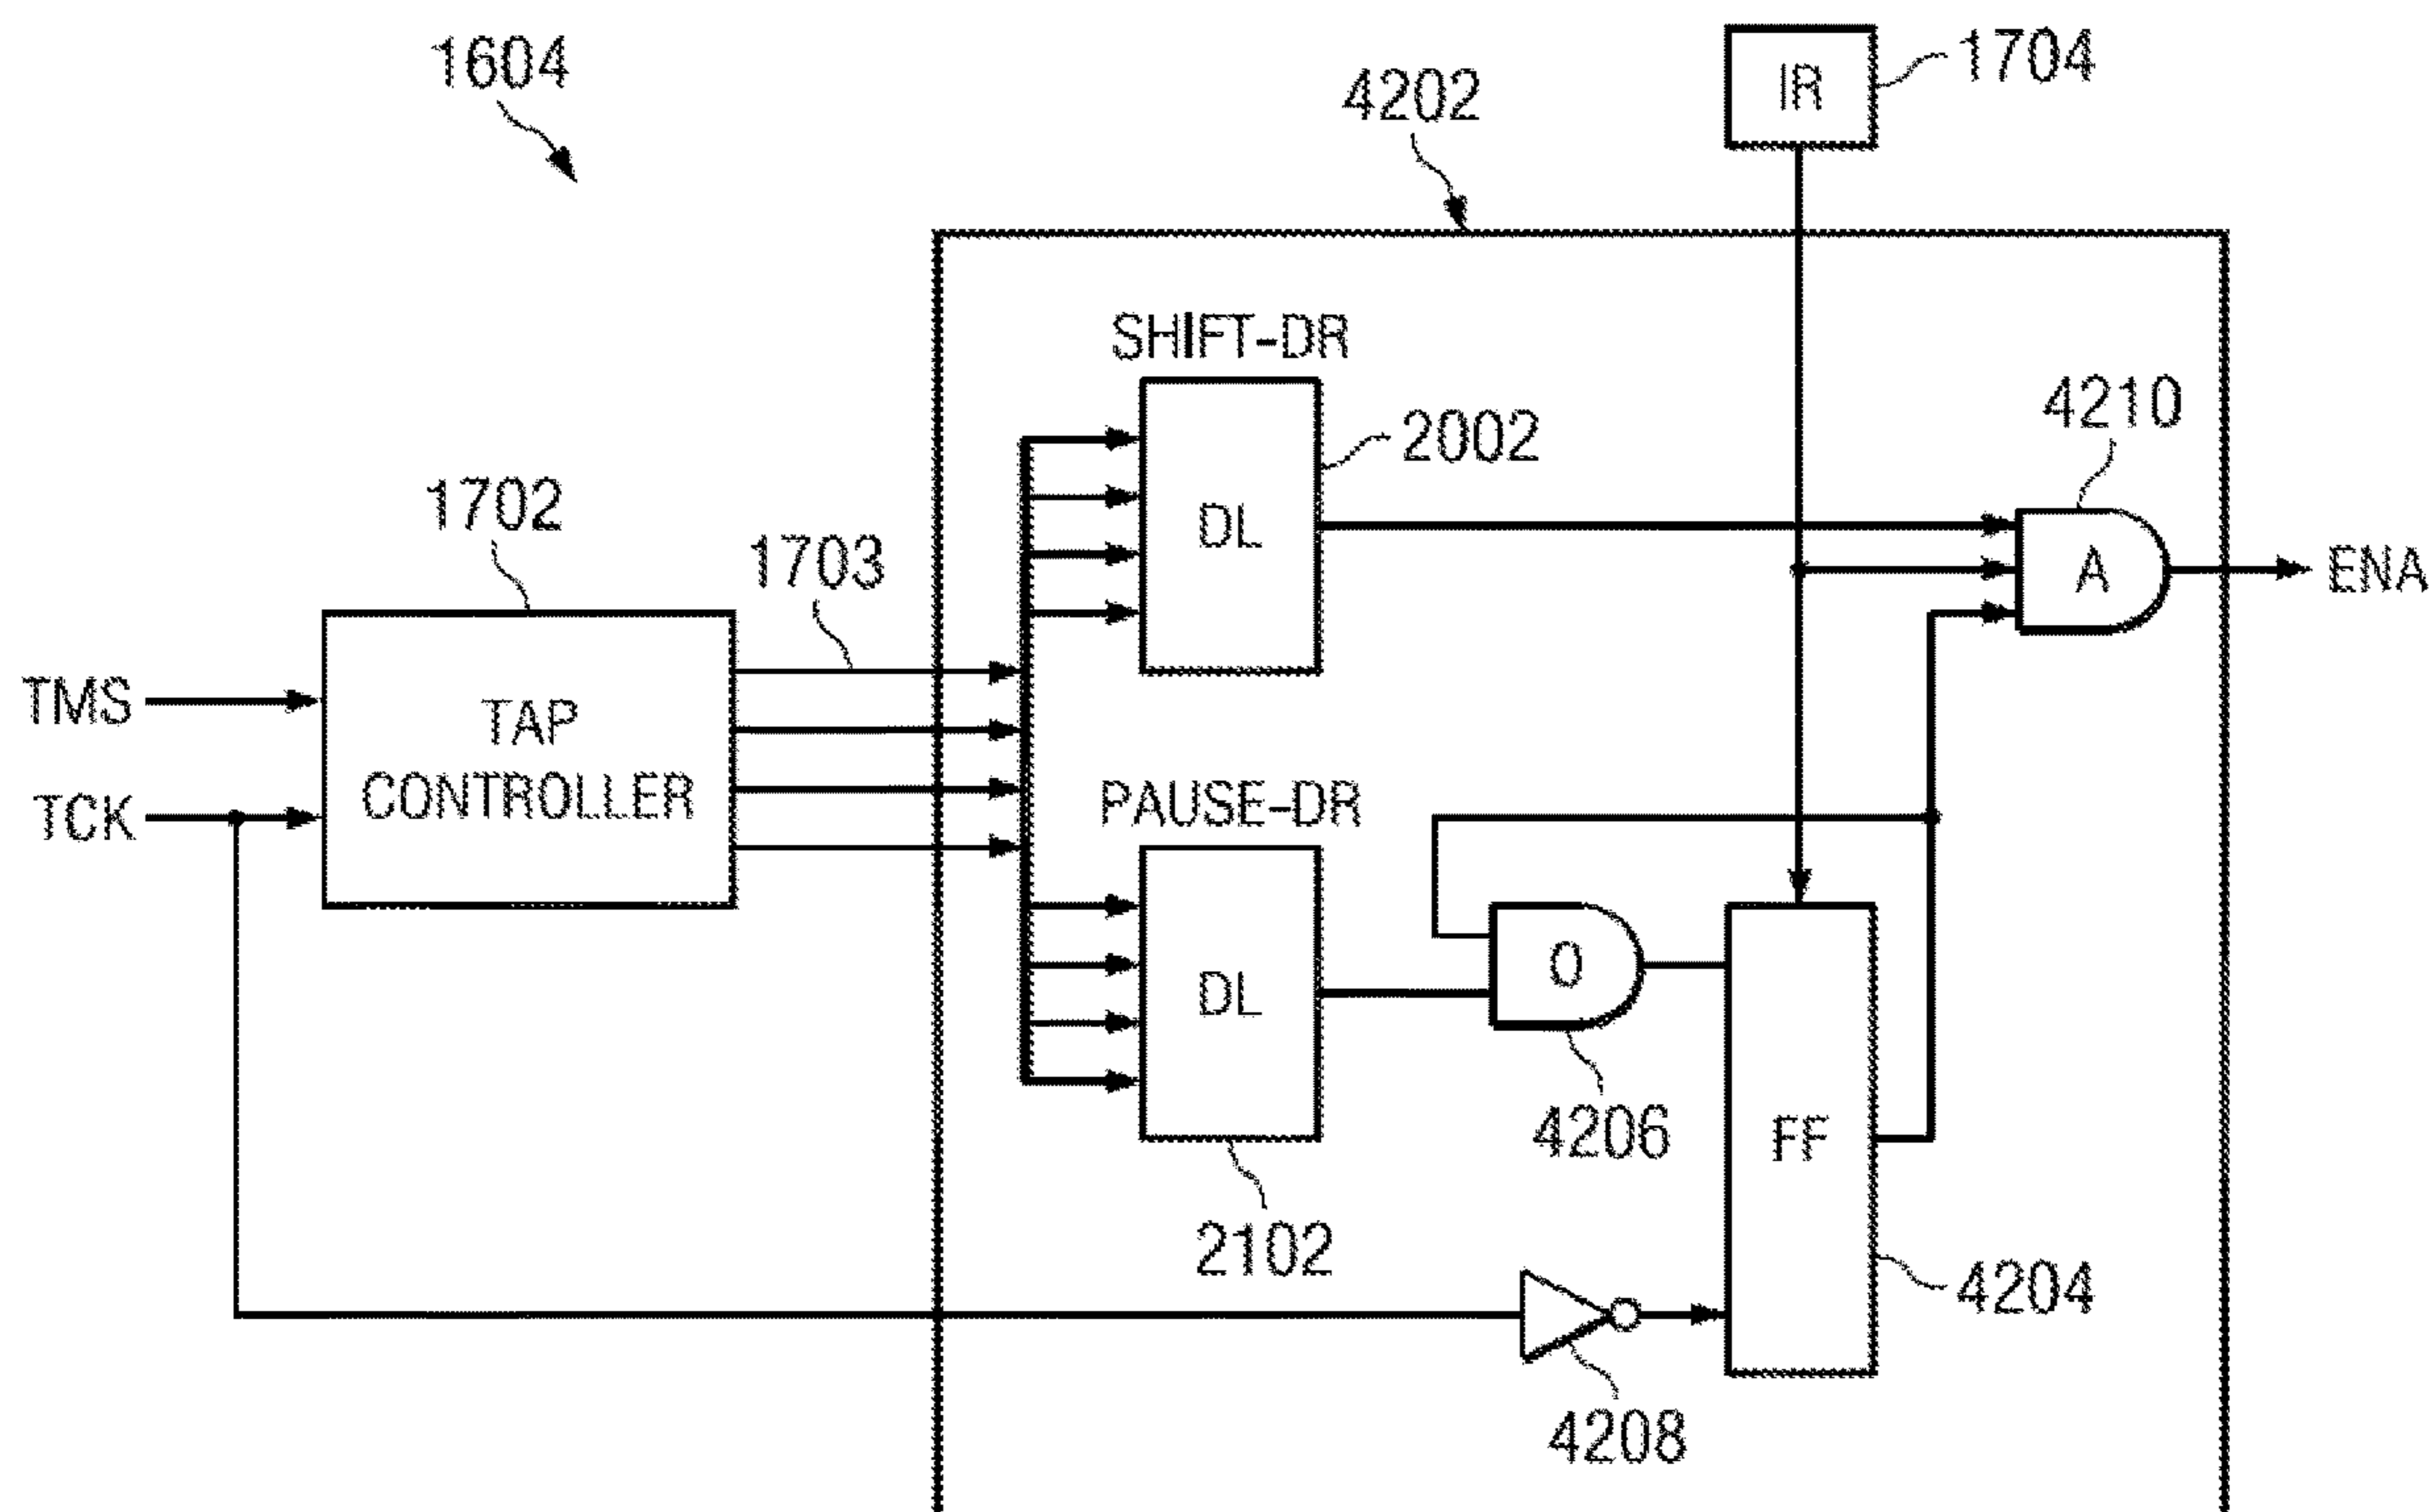 1604
IR
1704
4202
SHIFT-DR
DL
2002
4210
A
ENA
1702
1703
TMS
TCK
TAP
CONTROLLER
PAUSE-DR
DL
2102
O
4206
FF
4204
4208